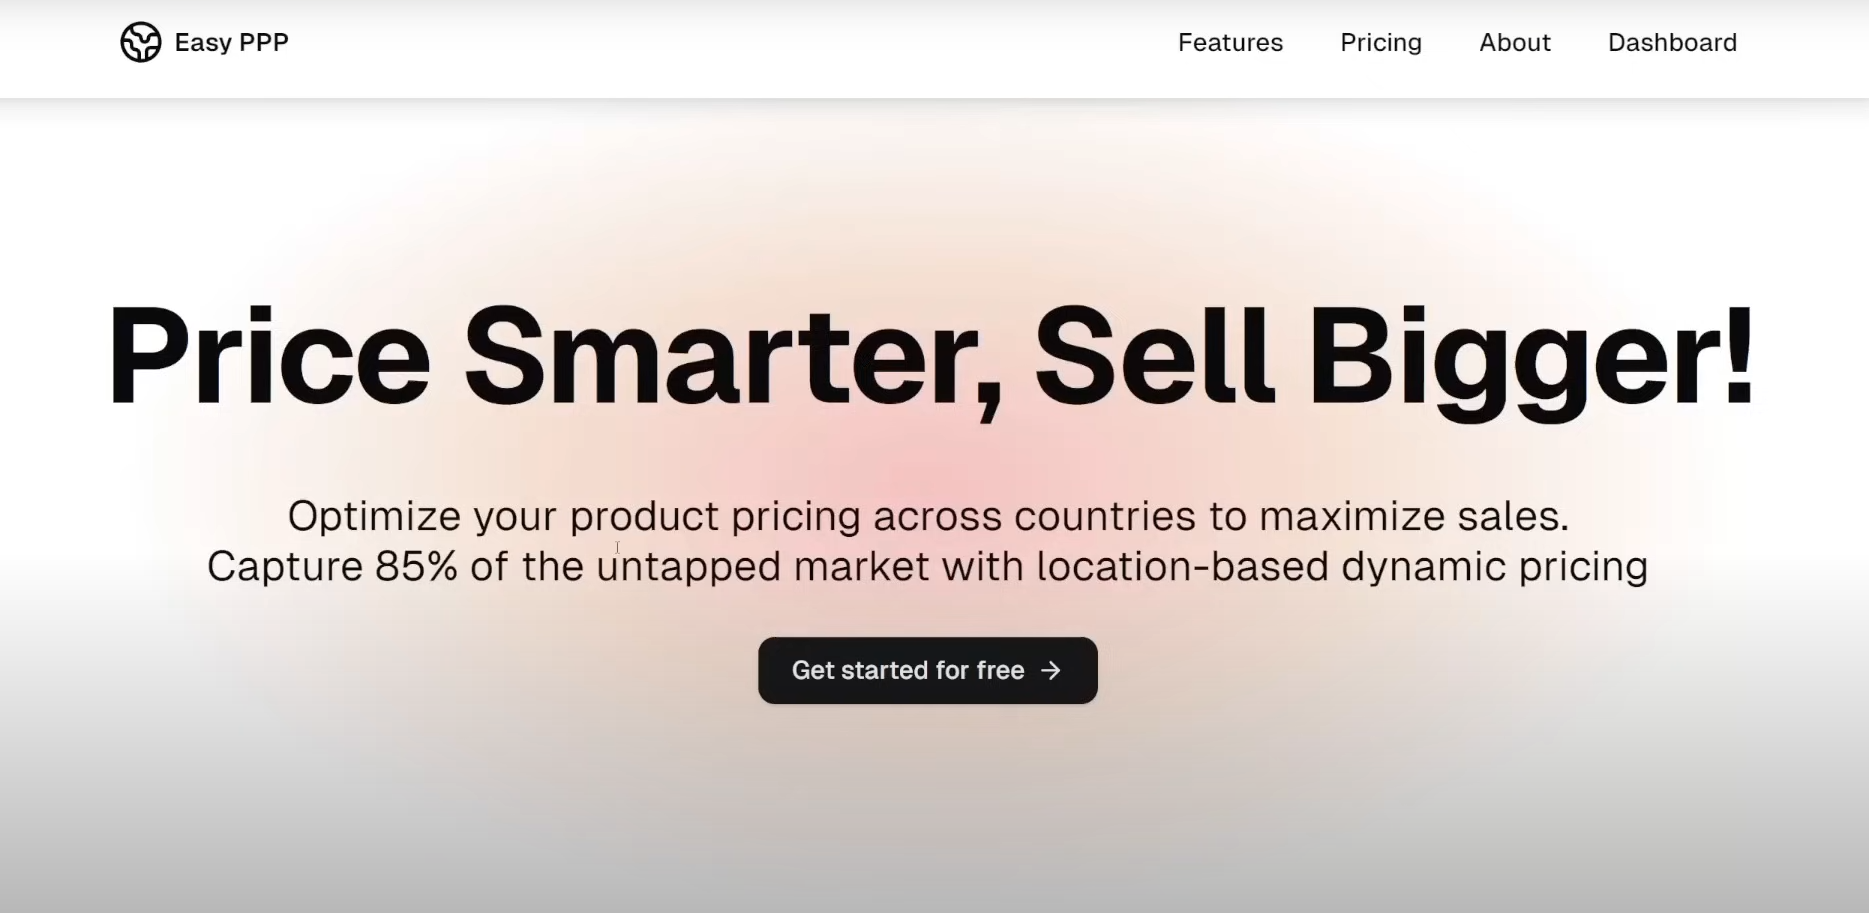 Easy PPP
Features
Pricing
About
Dashboard
Price Smarter, Sell Bigger!
Optimize your product pricing across countries to maximize sales.
Capture 85% of the untapped market with location-based dynamic pricing
Get started for free →